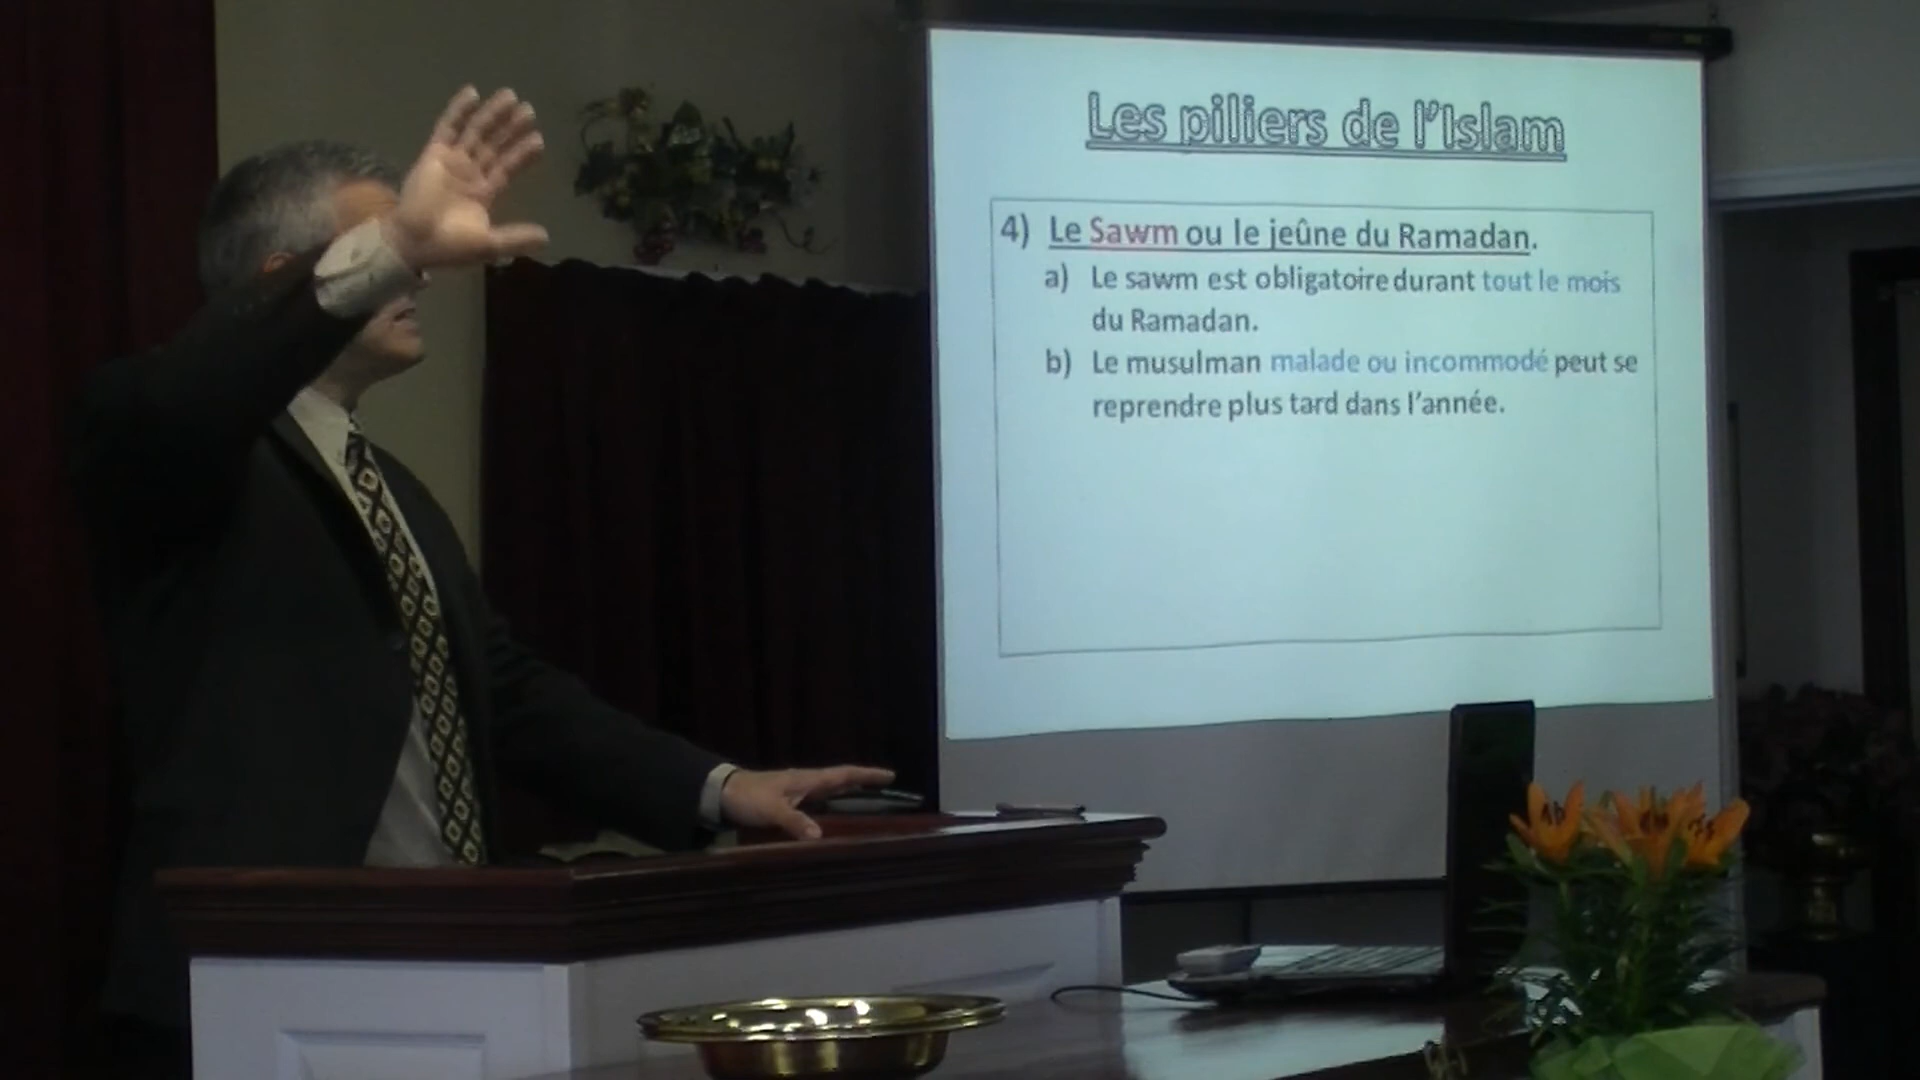 Les piliers de l'Islam
4) Le Sawm ou le jeûne du Ramadan.
a) Le sawm est obligatoire durant tout le mois
du Ramadan.
b) Le musulman malade ou incommodé peut se
reprendre plus tard dans l'année.